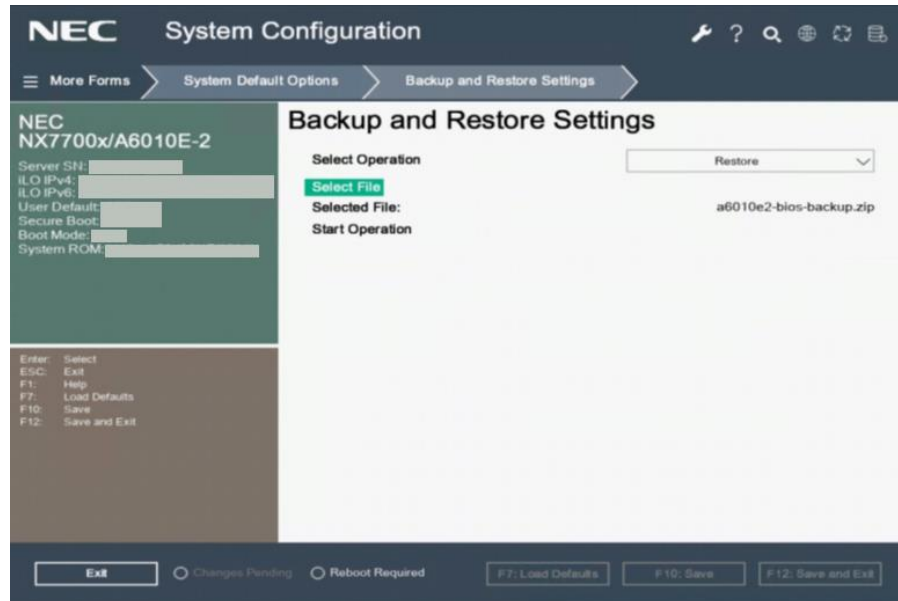 NEC System Configuration
More Forms System Default Options Backup and Restore Settings
NEC
NX7700x/A6010E-2
Server SN:
iLO IPv4:
iLO IPv6:
User Default:
Secure Boot:
Boot Mode:
System ROM:
Enter: Select
ESC: Exit
F1: Help
F7: Load Defaults
F10: Save
F12: Save and Exit
Backup and Restore Settings
Select Operation Restore
Select File
Selected File: a6010e2-bios-backup.zip
Start Operation
Exit Changes Pending Reboot Required F7: Load Defaults F10: Save F12: Save and Exit